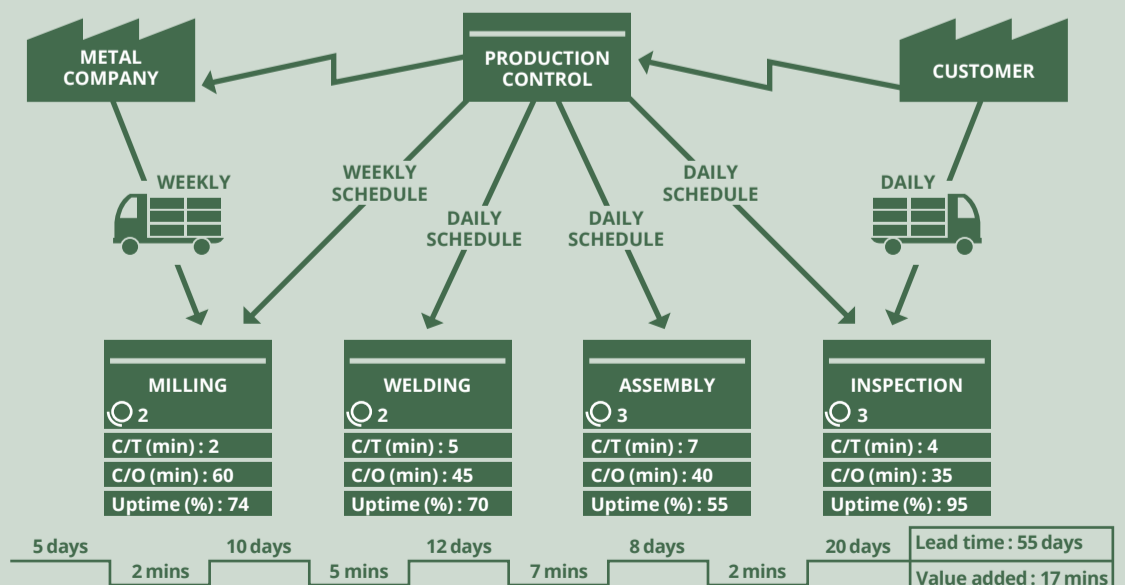 METAL
COMPANY
PRODUCTION
CONTROL
CUSTOMER
WEEKLY
WEEKLY
SCHEDULE
DAILY
SCHEDULE
DAILY
SCHEDULE
DAILY
SCHEDULE
DAILY
MILLING
2
C/T (min) : 2
C/O (min) : 60
Uptime (%) : 74
WELDING
2
C/T (min) : 5
C/O (min) : 45
Uptime (%) : 70
ASSEMBLY
3
C/T (min) : 7
C/O (min) : 40
Uptime (%) : 55
INSPECTION
3
C/T (min) : 4
C/O (min) : 35
Uptime (%) : 95
5 days
2 mins
10 days
5 mins
12 days
7 mins
8 days
2 mins
20 days
Lead time : 55 days
Value added : 17 mins